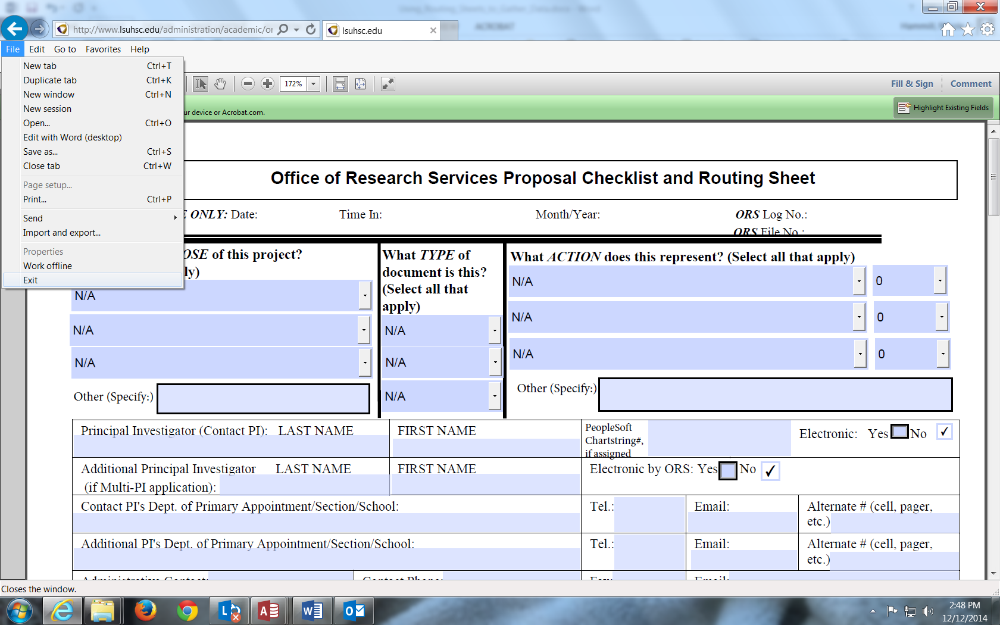 http://www.lsuhsc.edu/administration/academic/or
lsuhsc.edu
File Edit Go to Favorites Help
New tab Ctrl+T
Duplicate tab Ctrl+K
New window Ctrl+N
New session
Open... Ctrl+O
Edit with Word (desktop)
Save as... Ctrl+S
Close tab Ctrl+W
Page setup...
Print... Ctrl+P
Send
Import and export...
Properties
Work offline
Exit
172%
Fill & Sign Comment
ur device or Acrobat.com.
Highlight Existing Fields
Office of Research Services Proposal Checklist and Routing Sheet
E ONLY: Date: Time In: Month/Year: ORS Log No.:
ORS File No.:
OSE of this project?
ly)
N/A
N/A
N/A
Other (Specify:)
What TYPE of
document is this?
(Select all that
apply)
N/A
N/A
N/A
What ACTION does this represent? (Select all that apply)
N/A 0
N/A 0
N/A 0
Other (Specify:)
Principal Investigator (Contact PI): LAST NAME FIRST NAME
PeopleSoft
Chartstring#,
if assigned
Electronic: Yes No ✓
Additional Principal Investigator LAST NAME FIRST NAME
(if Multi-PI application):
Electronic by ORS: Yes No ✓
Contact PI's Dept. of Primary Appointment/Section/School:
Tel.: Email: Alternate # (cell, pager,
etc.)
Additional PI's Dept. of Primary Appointment/Section/School:
Tel.: Email: Alternate # (cell, pager,
etc.)
Administrative Contact: Contact Phone: Fax: Email:
Closes the window.
2:48 PM
12/12/2014